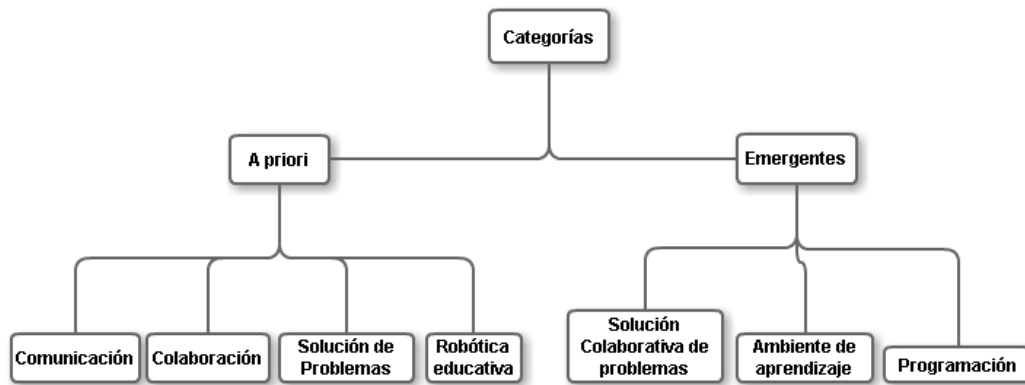 Categorías
A priori
Emergentes
Comunicación
Colaboración
Solución de
Problemas
Robótica
educativa
Solución
Colaborativa de
problemas
Ambiente de
aprendizaje
Programación